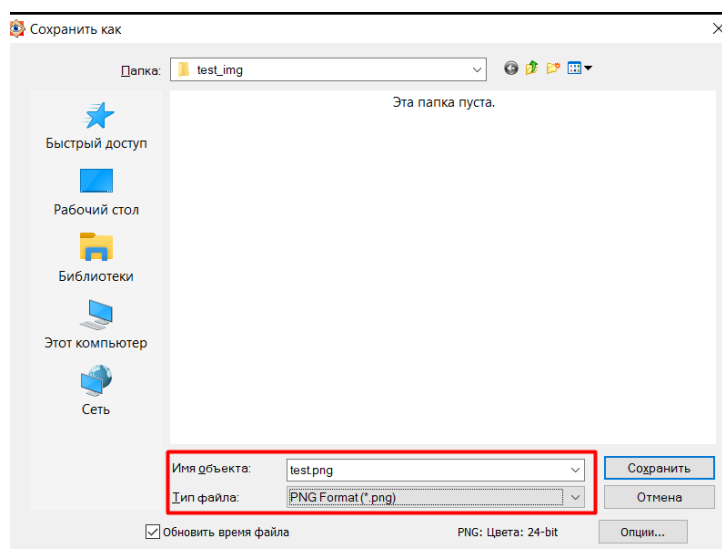 Сохранить как
Папка: test_img
Эта папка пуста.
Быстрый доступ
Рабочий стол
Библиотеки
Этот компьютер
Сеть
Имя объекта: test.png Сохранить
Тип файла: PNG Format (*.png) Отмена
Обновить время файла PNG: Цвета: 24-bit Опции...